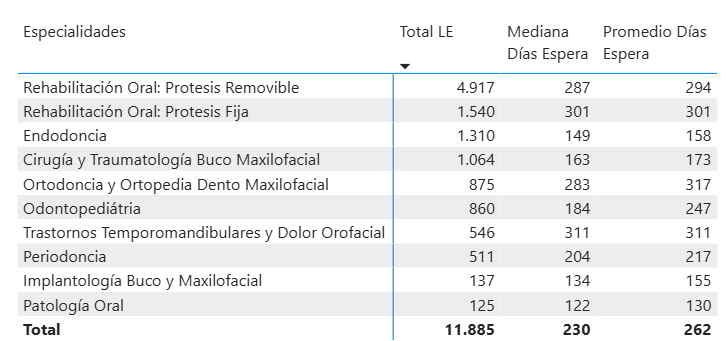 Especialidades Total LE Mediana Días Espera Promedio Días Espera
Rehabilitación Oral: Protesis Removible 4.917 287 294
Rehabilitación Oral: Protesis Fija 1.540 301 301
Endodoncia 1.310 149 158
Cirugía y Traumatología Buco Maxilofacial 1.064 163 173
Ortodoncia y Ortopedia Dento Maxilofacial 875 283 317
Odontopediátria 860 184 247
Trastornos Temporomandibulares y Dolor Orofacial 546 311 311
Periodoncia 511 204 217
Implantología Buco y Maxilofacial 137 134 155
Patología Oral 125 122 130
Total 11.885 230 262